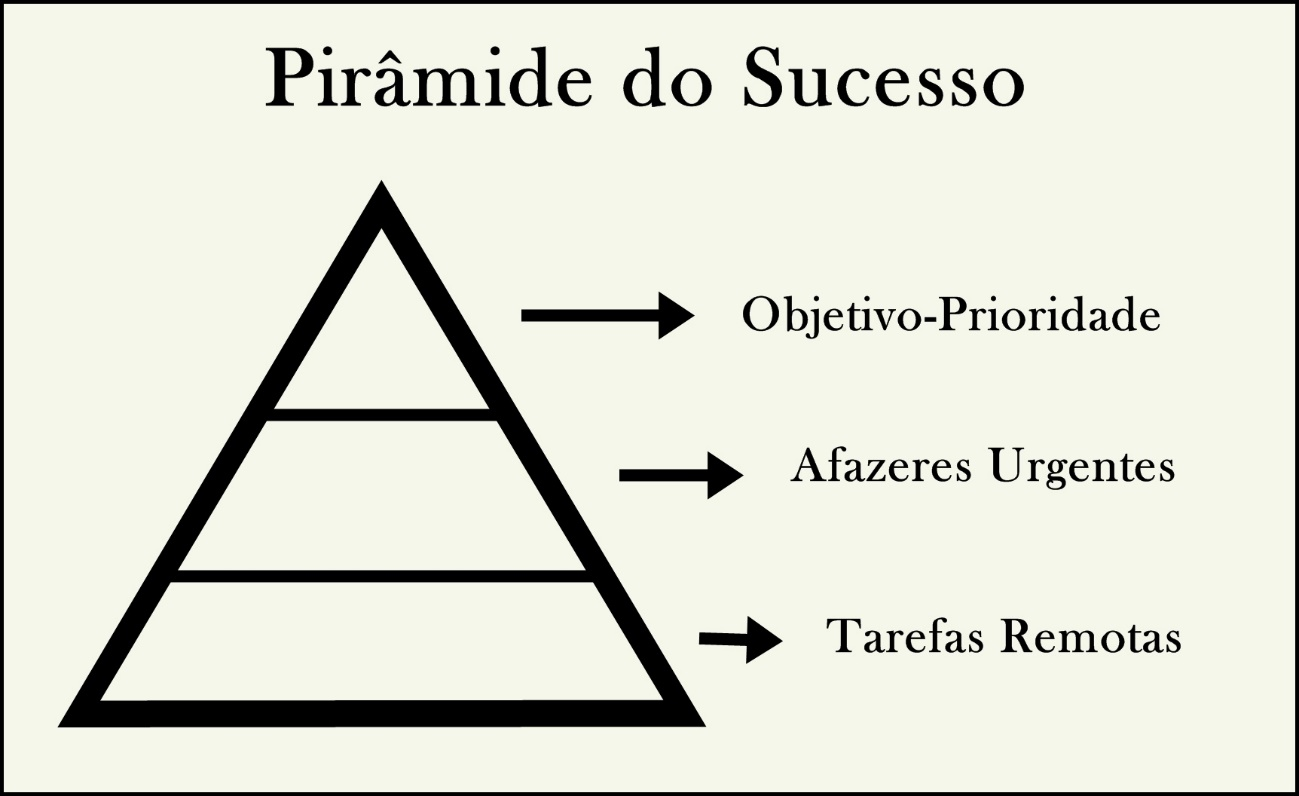 Pirâmide do Sucesso
Objetivo-Prioridade
Afazeres Urgentes
Tarefas Remotas